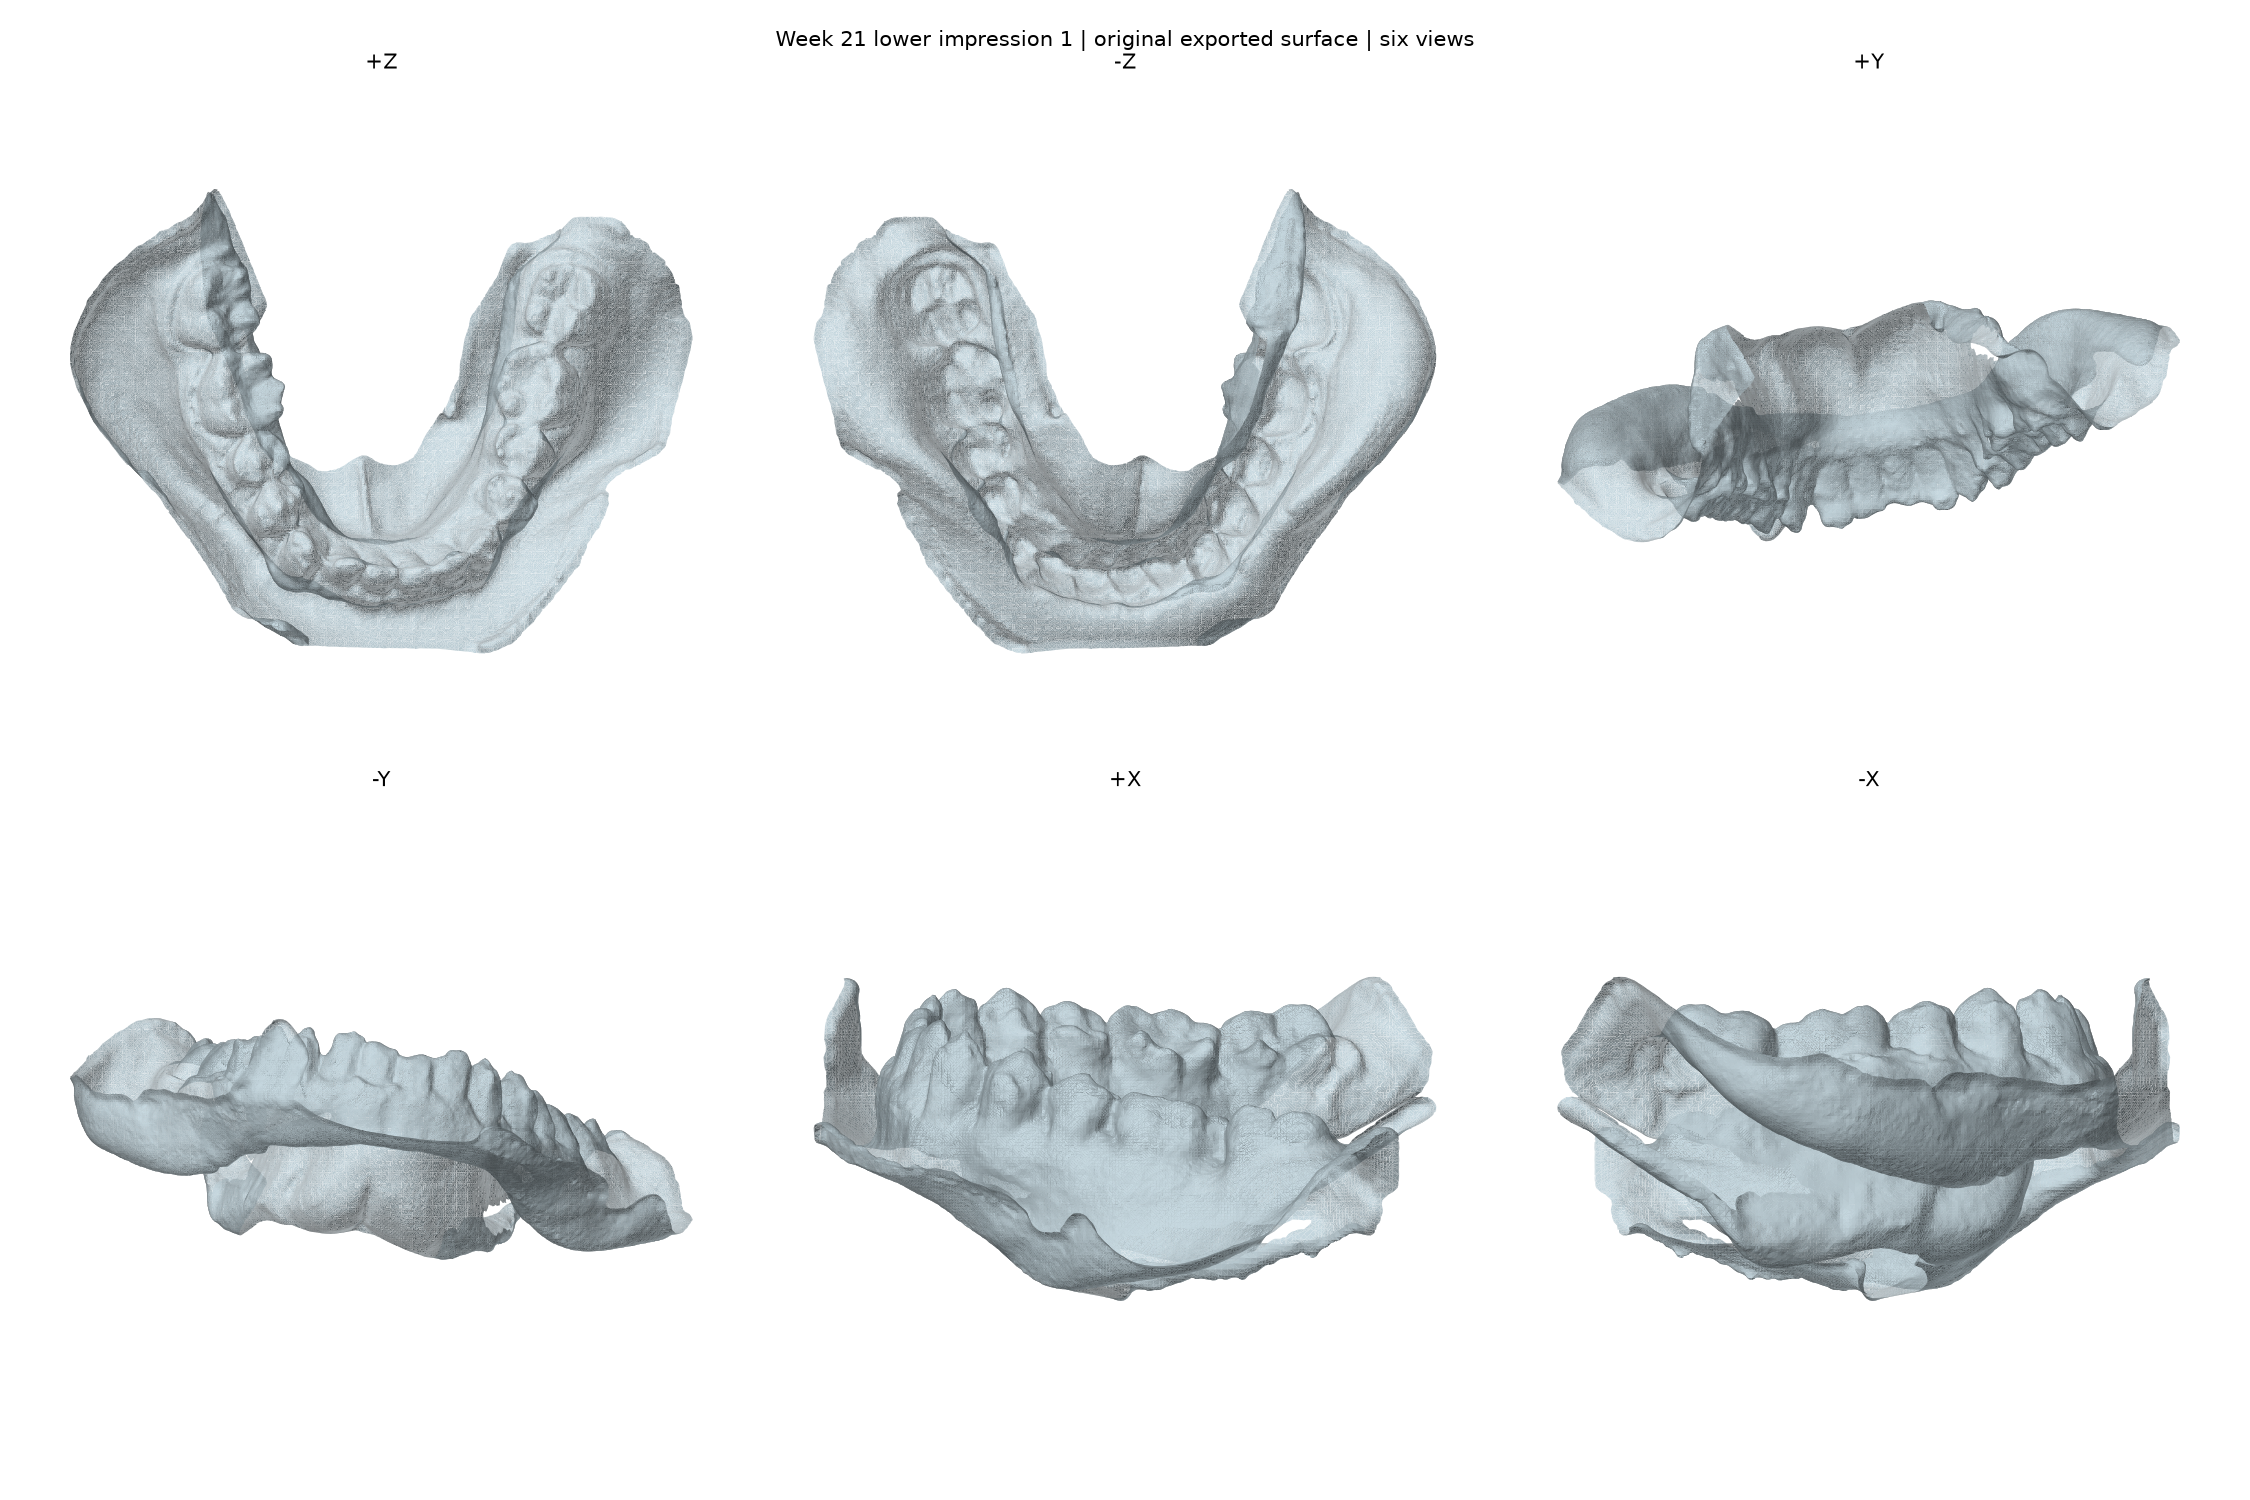 Week 21 lower impression 1 | original exported surface | six views
+Z
-Z
+Y
-Y
+X
-X